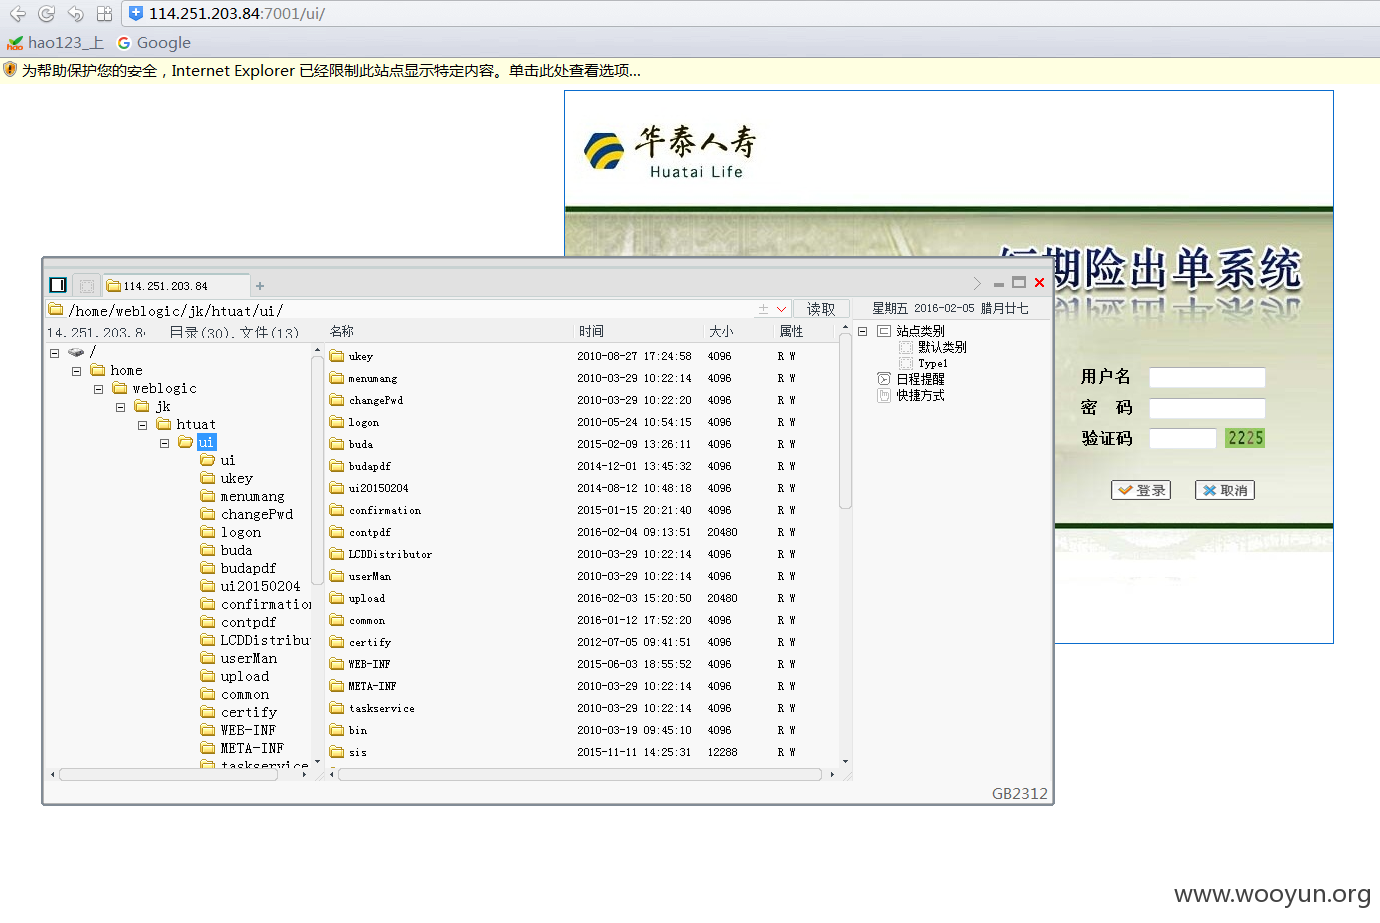 114.251.203.84:7001/ui/
hao123_上 Google
为帮助保护您的安全，Internet Explorer 已经限制此站点显示特定内容。单击此处查看选项...
华泰人寿
Huatai Life
短期险出单系统
用户名
密 码
验证码 2225
登录 取消
114.251.203.84
/home/weblogic/jk/htuat/ui/ 读取
星期五 2016-02-05 腊月廿七
14.251.203.84 目录(30),文件(13)
/
home
weblogic
jk
htuat
ui
ui
ukey
menumang
changePwd
logon
buda
budapdf
ui20150204
confirmation
contpdf
LCDDistribu
userMan
upload
common
certify
WEB-INF
META-INF
taskservice
名称 时间 大小 属性
ukey 2010-08-27 17:24:58 4096 R W
menumang 2010-03-29 10:22:14 4096 R W
changePwd 2010-03-29 10:22:20 4096 R W
logon 2010-05-24 10:54:15 4096 R W
buda 2015-02-09 13:26:11 4096 R W
budapdf 2014-12-01 13:45:32 4096 R W
ui20150204 2014-08-12 10:48:18 4096 R W
confirmation 2015-01-15 20:21:40 4096 R W
contpdf 2016-02-04 09:13:51 20480 R W
LCDDistributor 2010-03-29 10:22:14 4096 R W
userMan 2010-03-29 10:22:14 4096 R W
upload 2016-02-03 15:20:50 20480 R W
common 2016-01-12 17:52:20 4096 R W
certify 2012-07-05 09:41:51 4096 R W
WEB-INF 2015-06-03 18:55:52 4096 R W
META-INF 2010-03-29 10:22:14 4096 R W
taskservice 2010-03-29 10:22:14 4096 R W
bin 2010-03-19 09:45:10 4096 R W
sis 2015-11-11 14:25:31 12288 R W
站点类别
默认类别
Type1
日程提醒
快捷方式
GB2312
www.wooyun.org